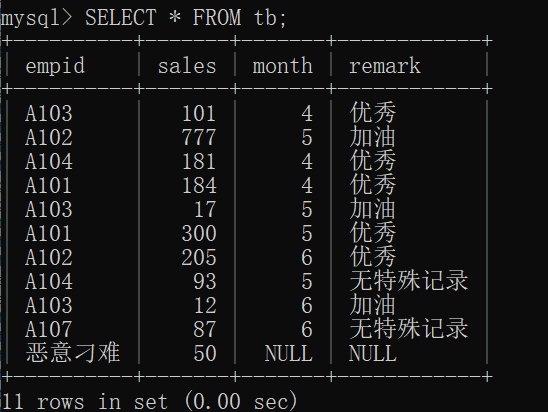 mysql> SELECT * FROM tb;
+----------+-------+-------+------------+
| empid | sales | month | remark |
+----------+-------+-------+------------+
| A103 | 101 | 4 | 优秀 |
| A102 | 777 | 5 | 加油 |
| A104 | 181 | 4 | 优秀 |
| A101 | 184 | 4 | 优秀 |
| A103 | 17 | 5 | 加油 |
| A101 | 300 | 5 | 优秀 |
| A102 | 205 | 6 | 优秀 |
| A104 | 93 | 5 | 无特殊记录 |
| A103 | 12 | 6 | 加油 |
| A107 | 87 | 6 | 无特殊记录 |
| 恶意刁难 | 50 | NULL | NULL |
+----------+-------+-------+------------+
11 rows in set (0.00 sec)